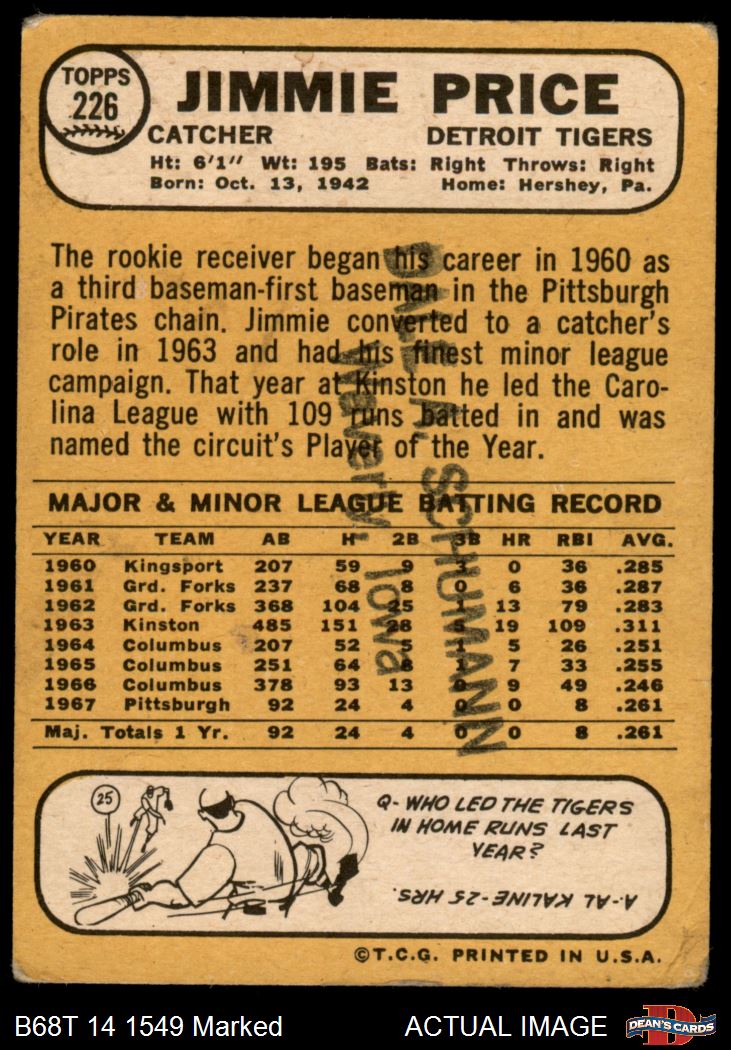 TOPPS
226
JIMMIE PRICE
CATCHER DETROIT TIGERS
Ht: 6'1" Wt: 195 Bats: Right Throws: Right
Born: Oct. 13, 1942 Home: Hershey, Pa.
The rookie receiver began his career in 1960 as
a third baseman-first baseman in the Pittsburgh
Pirates chain. Jimmie converted to a catcher's
role in 1963 and had his finest minor league
campaign. That year at Kinston he led the Caro-
lina League with 109 runs batted in and was
named the circuit's Player of the Year.
DALE A. SCHUMANN
Waverly, Iowa
MAJOR & MINOR LEAGUE BATTING RECORD
YEAR TEAM AB H 2B 3B HR RBI AVG.
1960 Kingsport 207 59 9 0 36 .285
1961 Grd. Forks 237 68 8 0 6 36 .287
1962 Grd. Forks 368 104 25 13 79 .283
1963 Kinston 485 151 28 19 109 .311
1964 Columbus 207 52 5 5 26 .251
1965 Columbus 251 64 8 7 33 .255
1966 Columbus 378 93 13 0 9 49 .246
1967 Pittsburgh 92 24 4 0 0 8 .261
Maj. Totals 1 Yr. 92 24 4 0 0 8 .261
25
Q- WHO LED THE TIGERS
IN HOME RUNS LAST
YEAR?
A-AL KALINE-25 HRS.
©T.C.G. PRINTED IN U.S.A.
B68T 14 1549 Marked ACTUAL IMAGE
DEAN'S CARDS